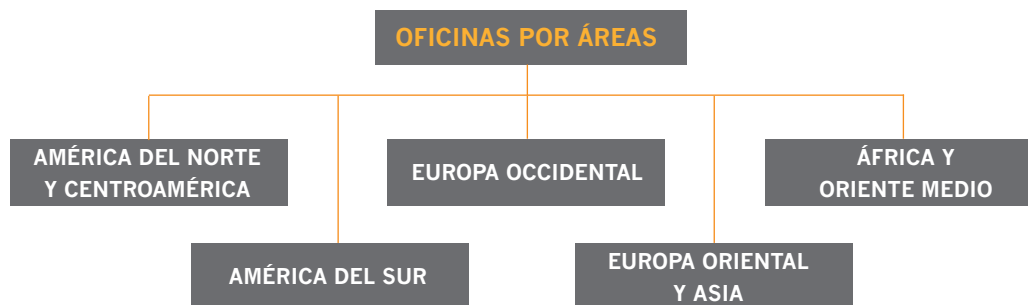 OFICINAS POR ÁREAS
AMÉRICA DEL NORTE
Y CENTROAMÉRICA
EUROPA OCCIDENTAL
ÁFRICA Y
ORIENTE MEDIO
AMÉRICA DEL SUR
EUROPA ORIENTAL
Y ASIA